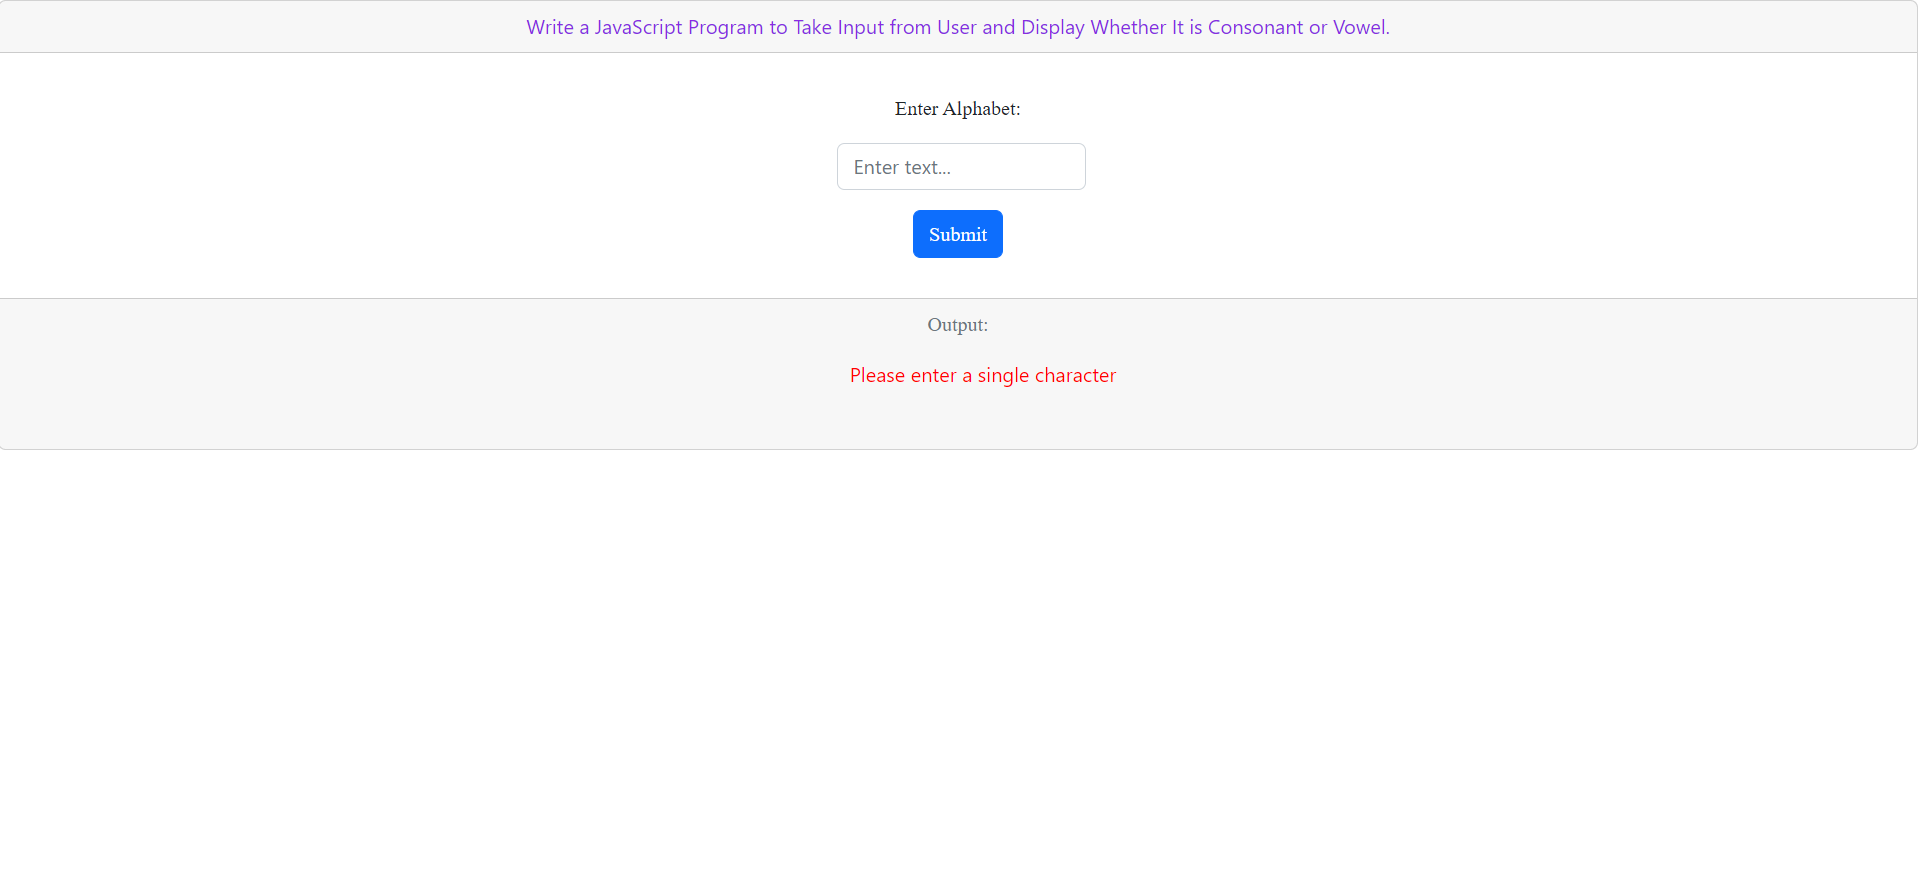 Write a JavaScript Program to Take Input from User and Display Whether It is Consonant or Vowel.
Enter Alphabet:
Enter text...
Submit
Output:
Please enter a single character